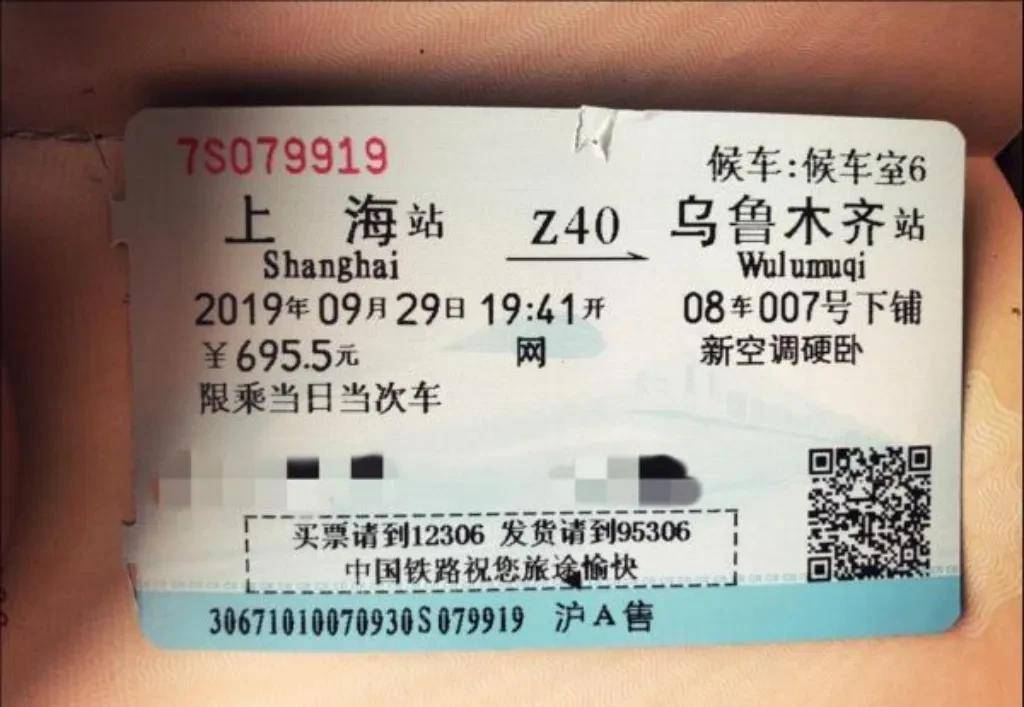 7S079919
候车:候车室6
上 海站 Z40 乌鲁木齐站
Shanghai Wulumuqi
2019年09月29日19:41开 08车007号下铺
￥695.5元 网 新空调硬卧
限乘当日当次车
买票请到12306 发货请到95306
中国铁路祝您旅途愉快
30671010070930S079919 沪A售